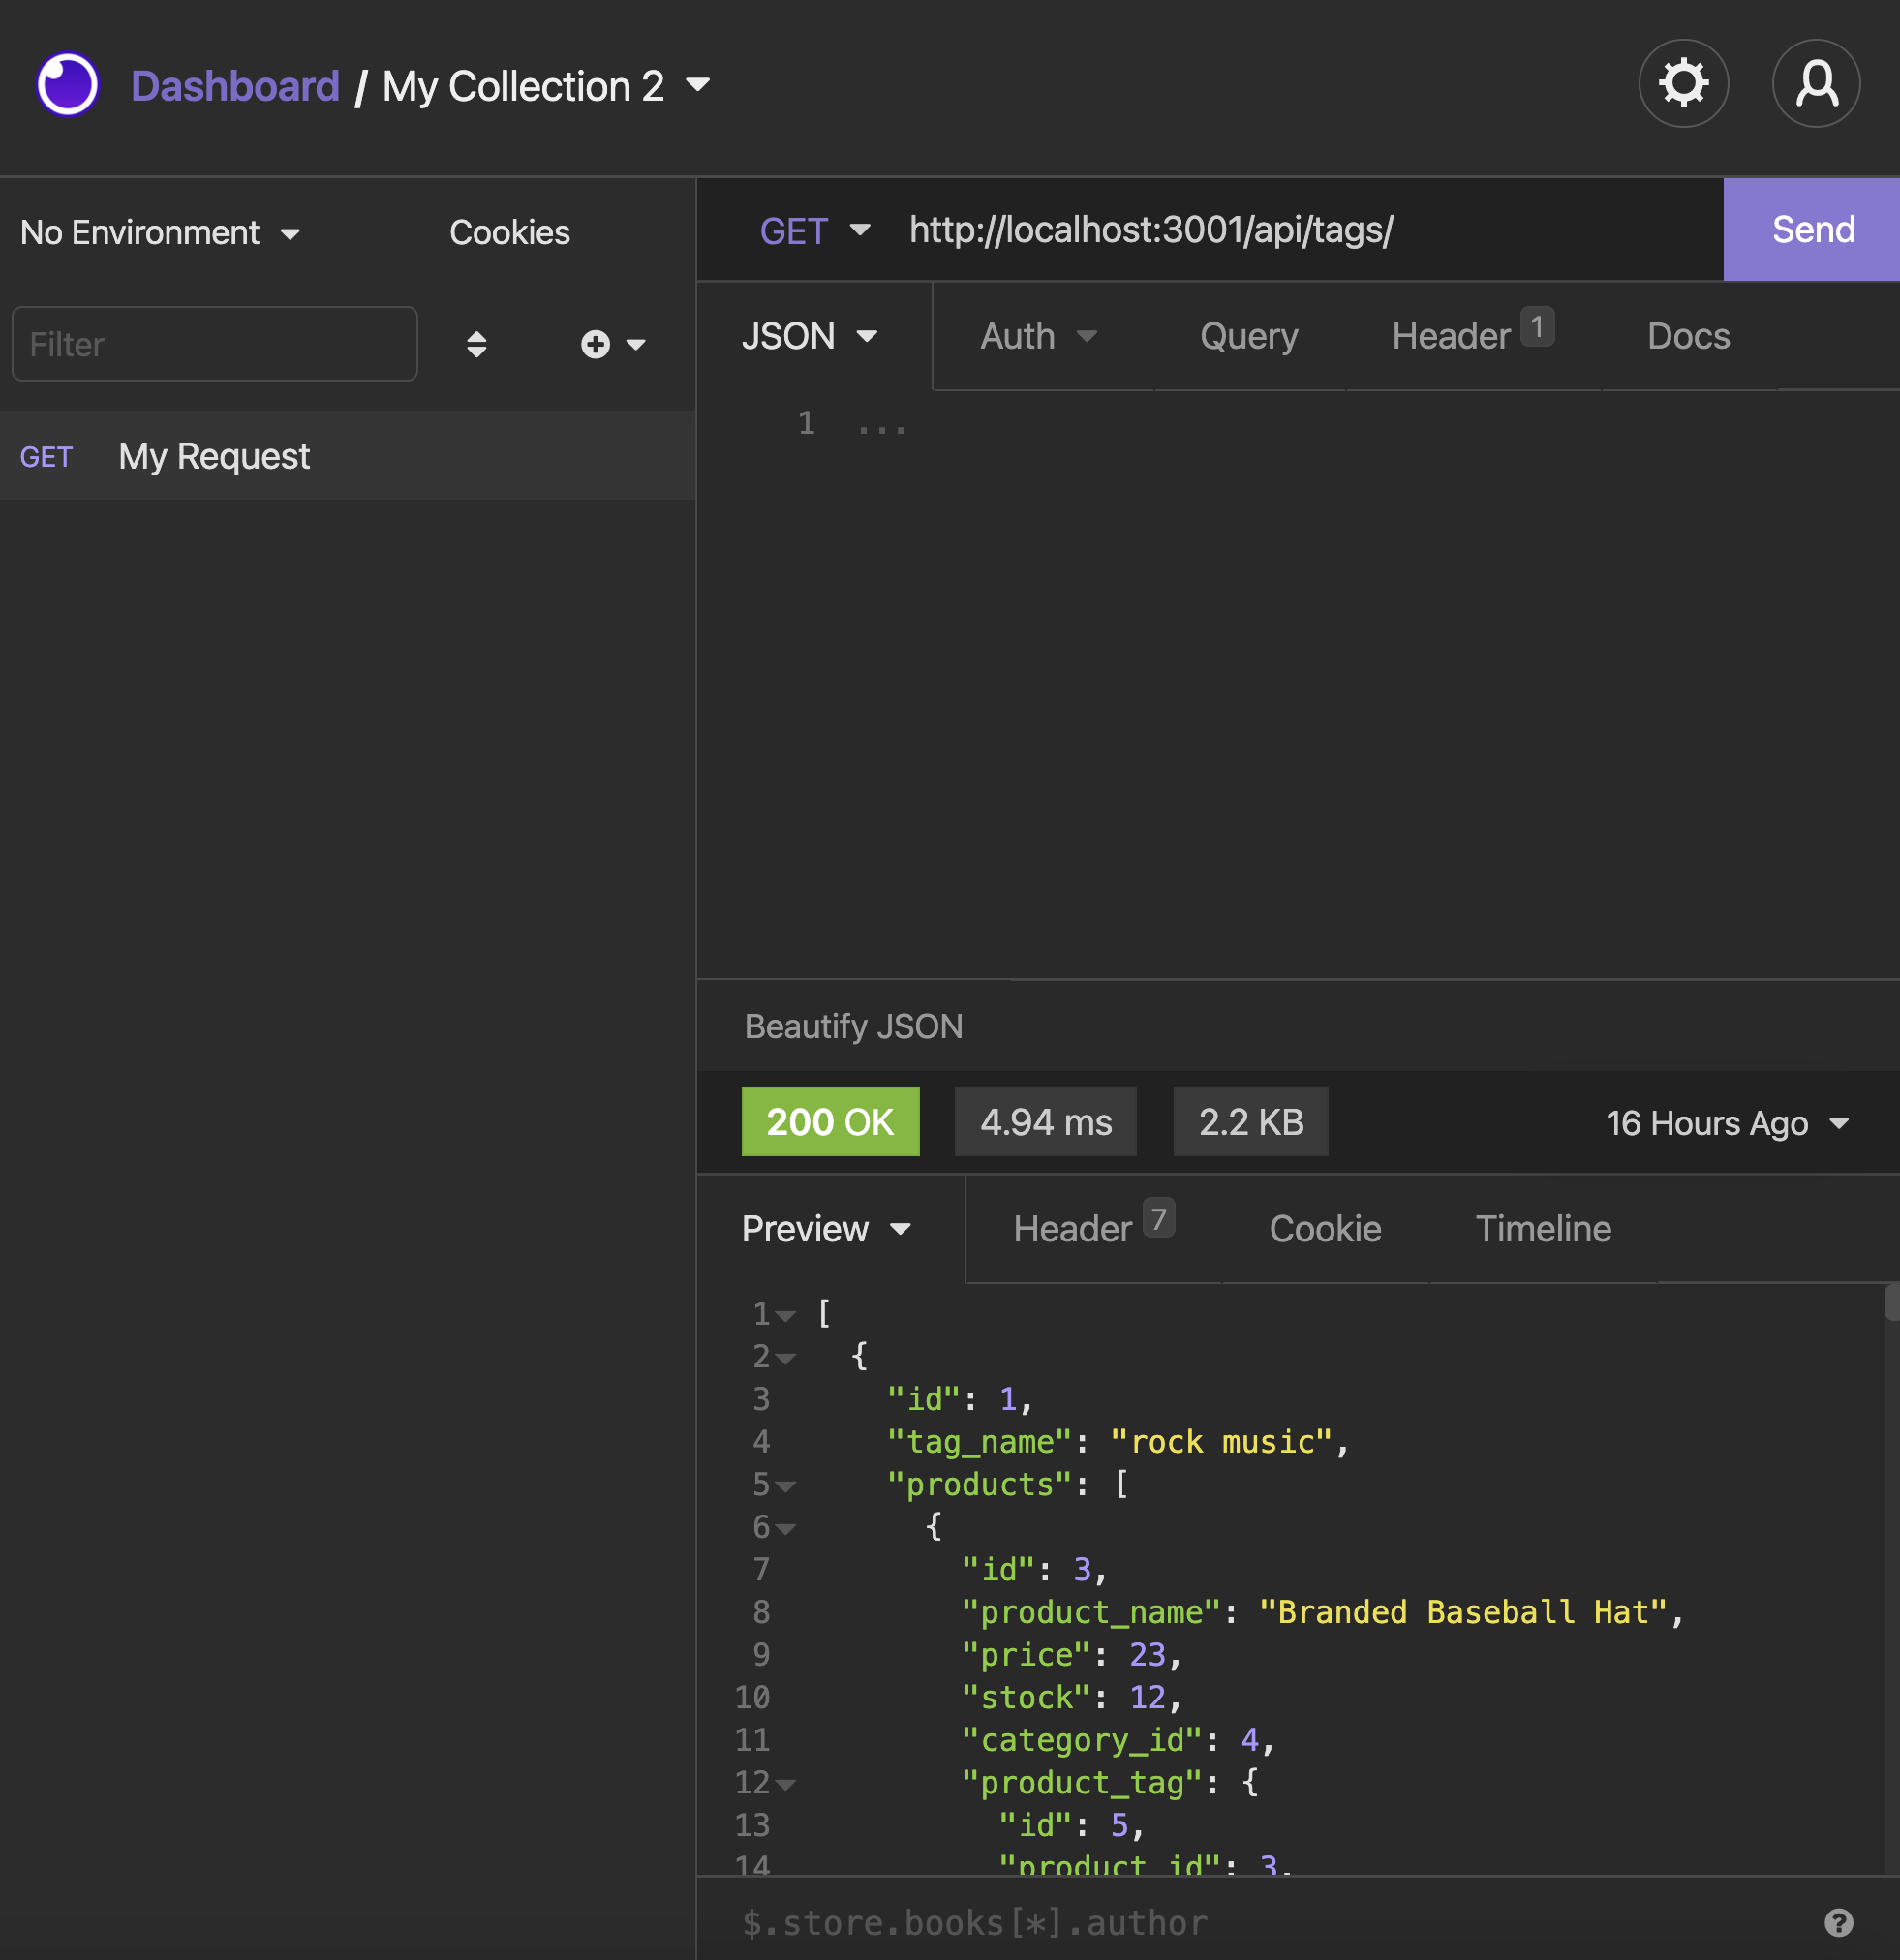 Dashboard / My Collection 2
No Environment
Cookies
Filter
GET My Request
GET http://localhost:3001/api/tags/ Send
JSON Auth Query Header 1 Docs
1 ...
Beautify JSON
200 OK 4.94 ms 2.2 KB 16 Hours Ago
Preview Header 7 Cookie Timeline
1 [
2 {
3 "id": 1,
4 "tag_name": "rock music",
5 "products": [
6 {
7 "id": 3,
8 "product_name": "Branded Baseball Hat",
9 "price": 23,
10 "stock": 12,
11 "category_id": 4,
12 "product_tag": {
13 "id": 5,
14 "product_id": 3,
$.store.books[*].author ?